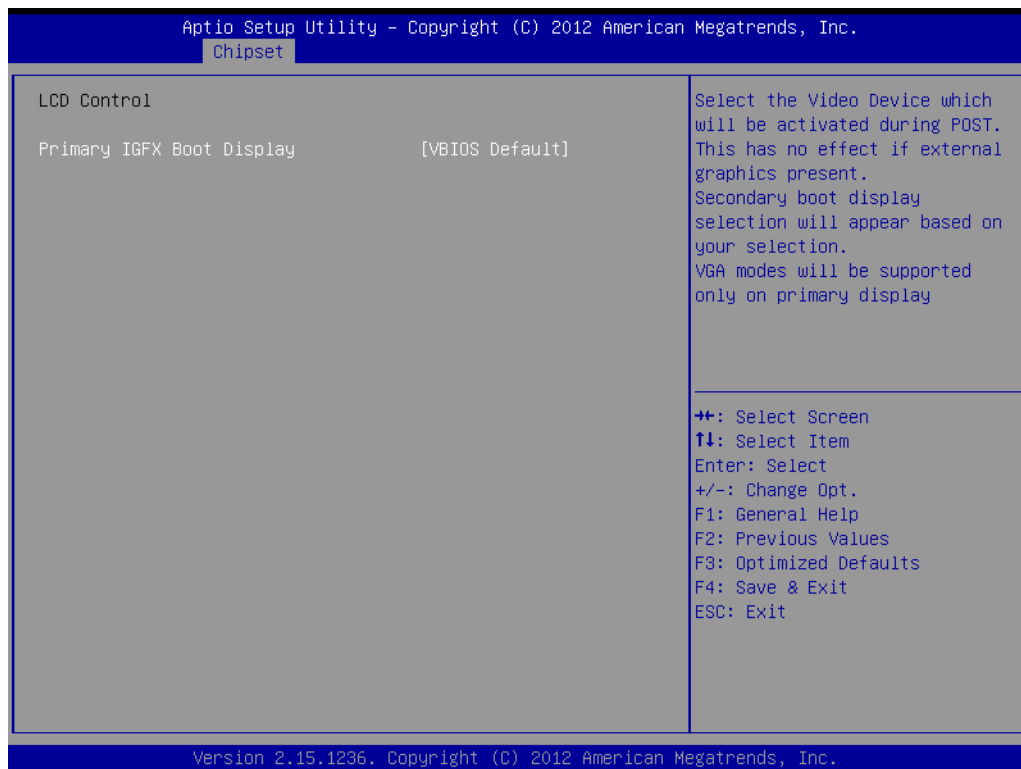 Aptio Setup Utility – Copyright (C) 2012 American Megatrends, Inc.
Chipset
LCD Control
Primary IGFX Boot Display [VBIOS Default]
Select the Video Device which
will be activated during POST.
This has no effect if external
graphics present.
Secondary boot display
selection will appear based on
your selection.
VGA modes will be supported
only on primary display
→←: Select Screen
↑↓: Select Item
Enter: Select
+/-: Change Opt.
F1: General Help
F2: Previous Values
F3: Optimized Defaults
F4: Save & Exit
ESC: Exit
Version 2.15.1236. Copyright (C) 2012 American Megatrends, Inc.